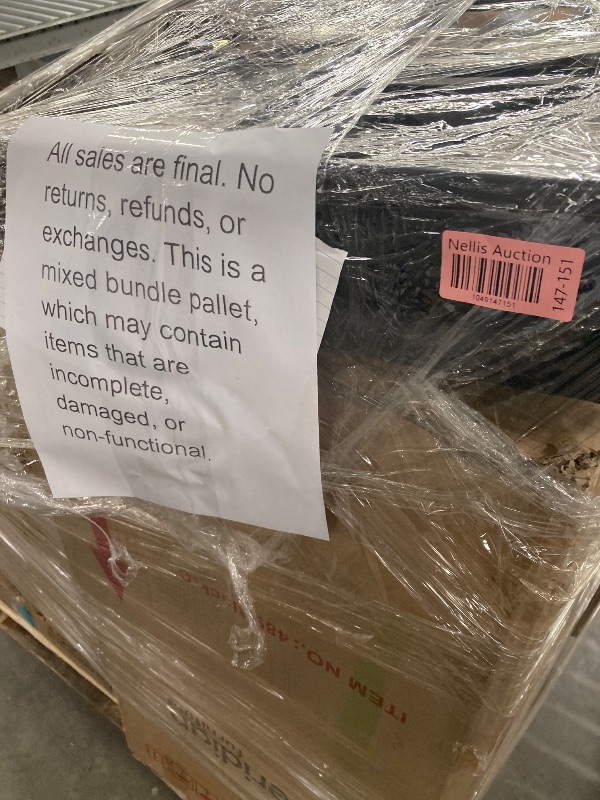 All sales are final. No
returns, refunds, or
exchanges. This is a
mixed bundle pallet,
which may contain
items that are
incomplete,
damaged, or
non-functional.
Nellis Auction
1049147151
147-151
ITEM NO.: